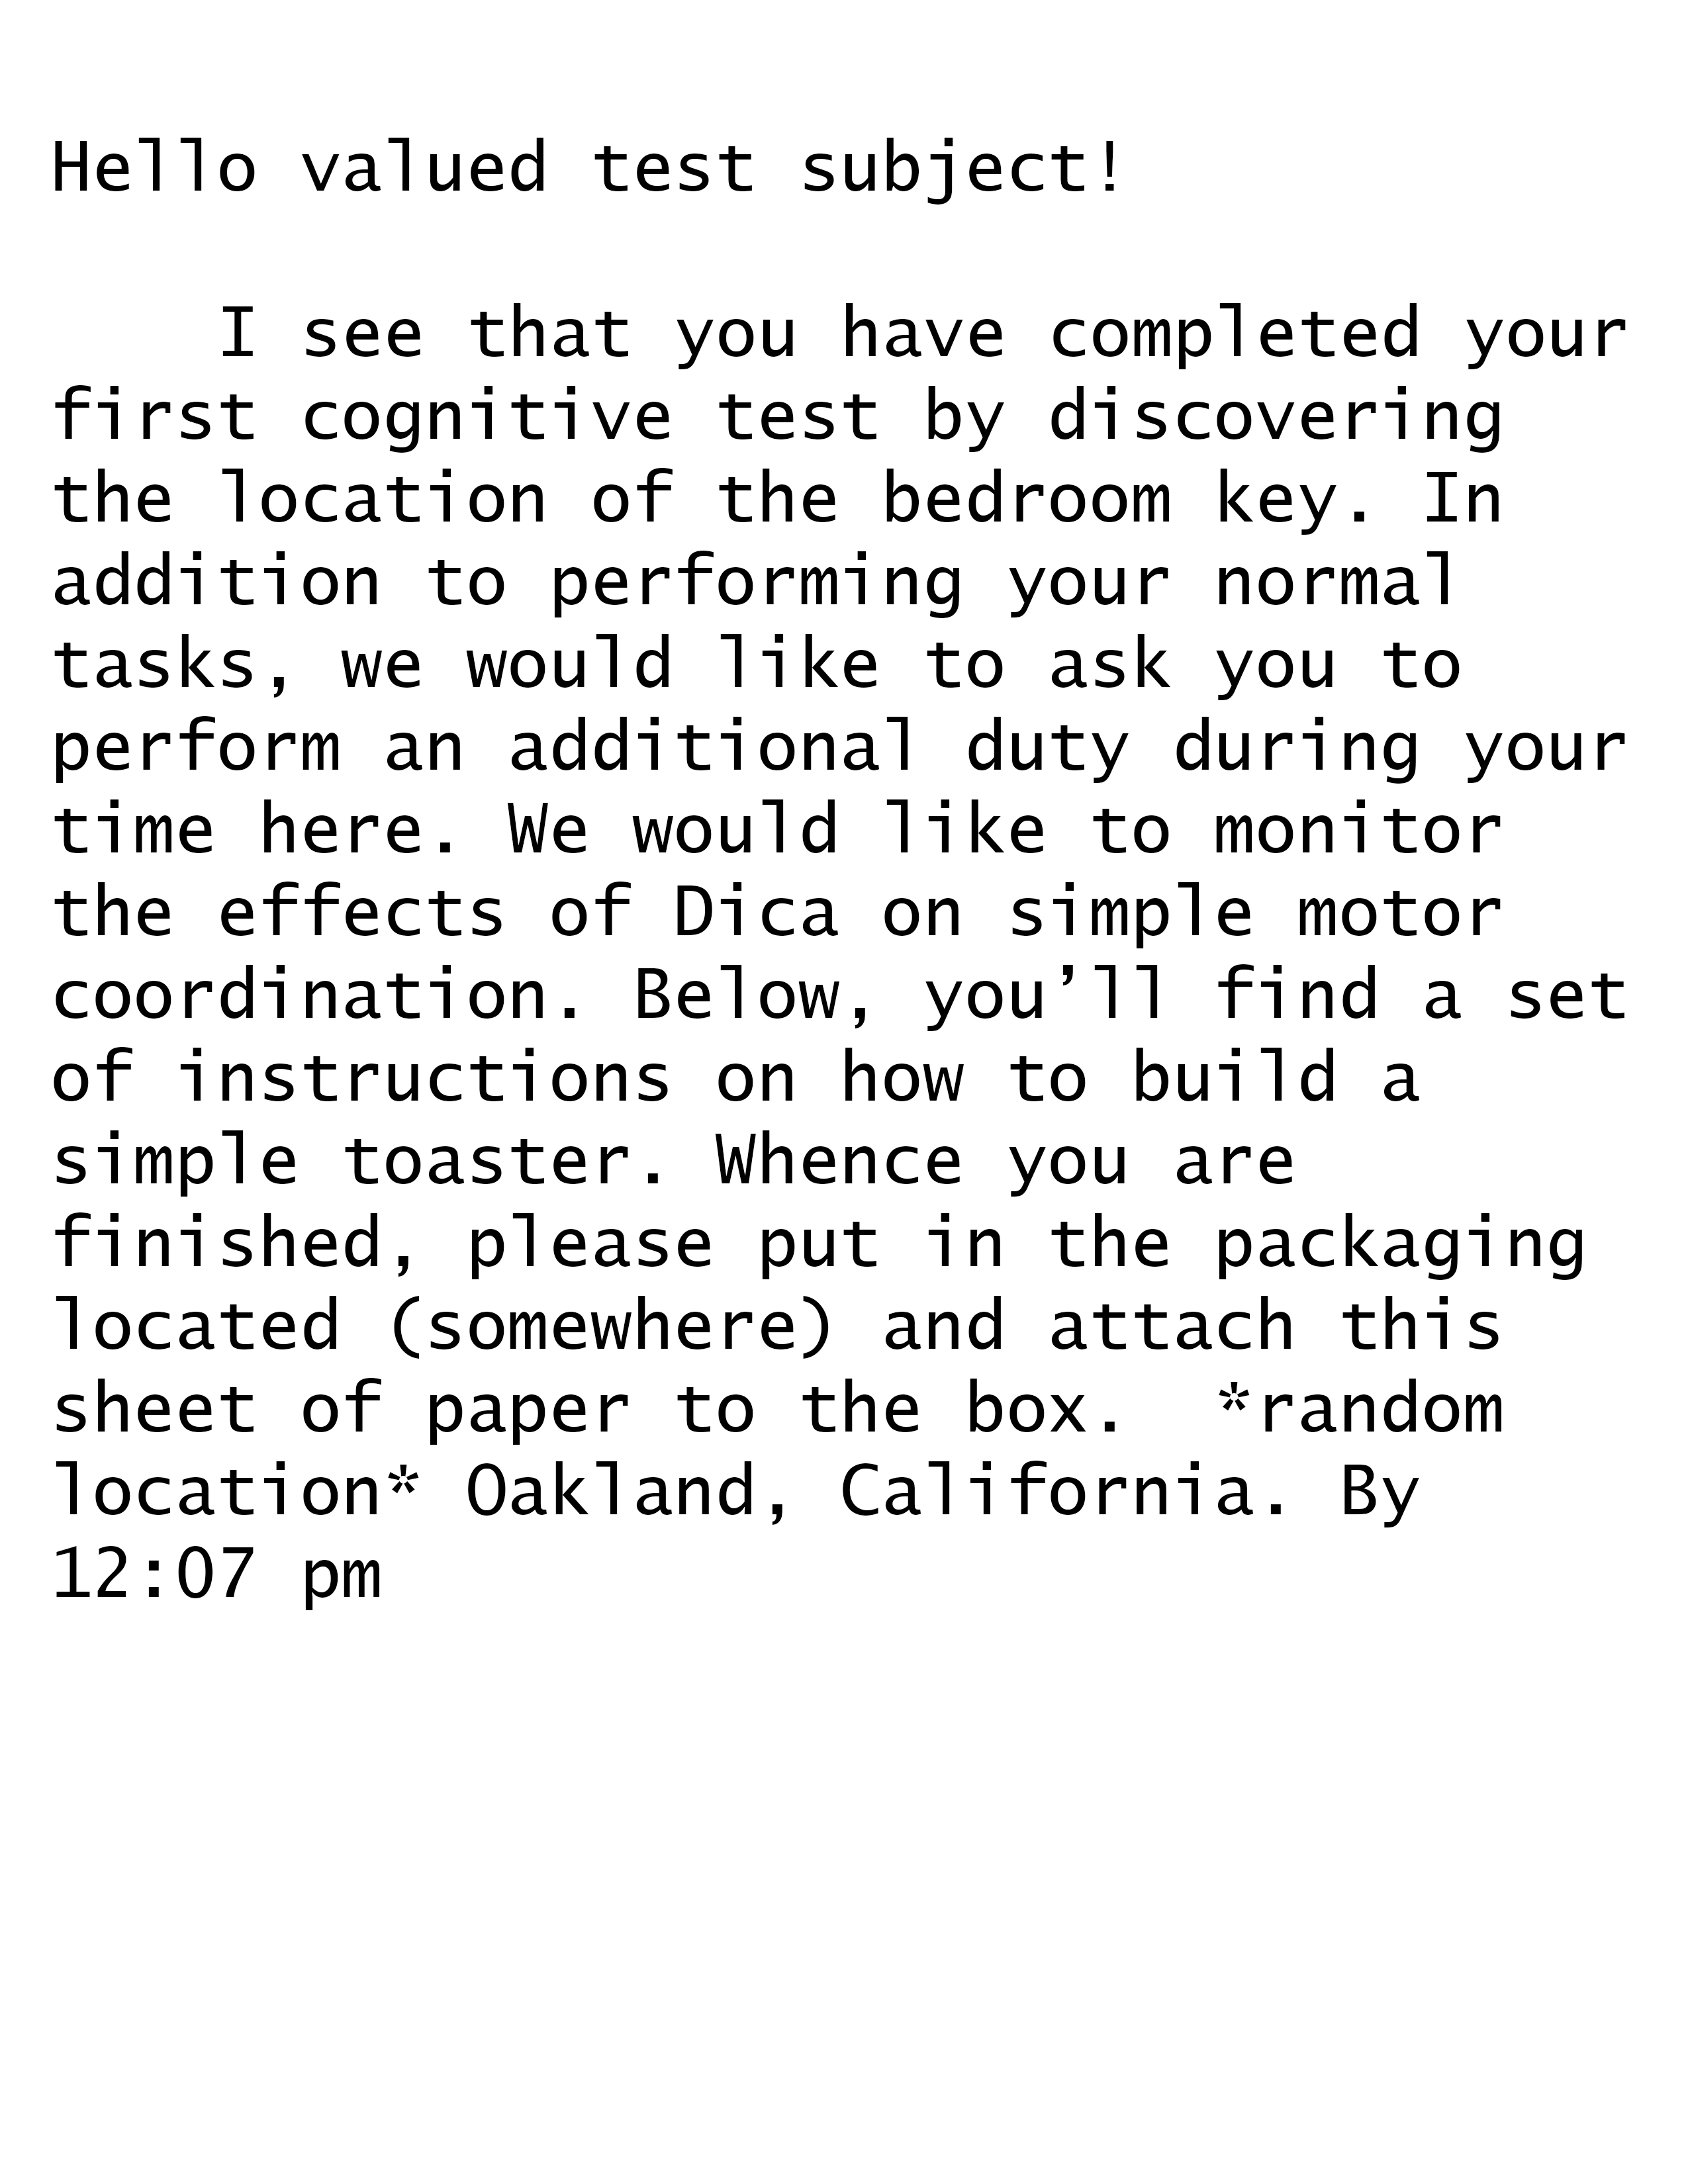 Hello valued test subject!
I see that you have completed your
first cognitive test by discovering
the location of the bedroom key. In
addition to performing your normal
tasks, we would like to ask you to
perform an additional duty during your
time here. We would like to monitor
the effects of Dica on simple motor
coordination. Below, you’ll find a set
of instructions on how to build a
simple toaster. Whence you are
finished, please put in the packaging
located (somewhere) and attach this
sheet of paper to the box.  *random
location* Oakland, California. By
12:07 pm